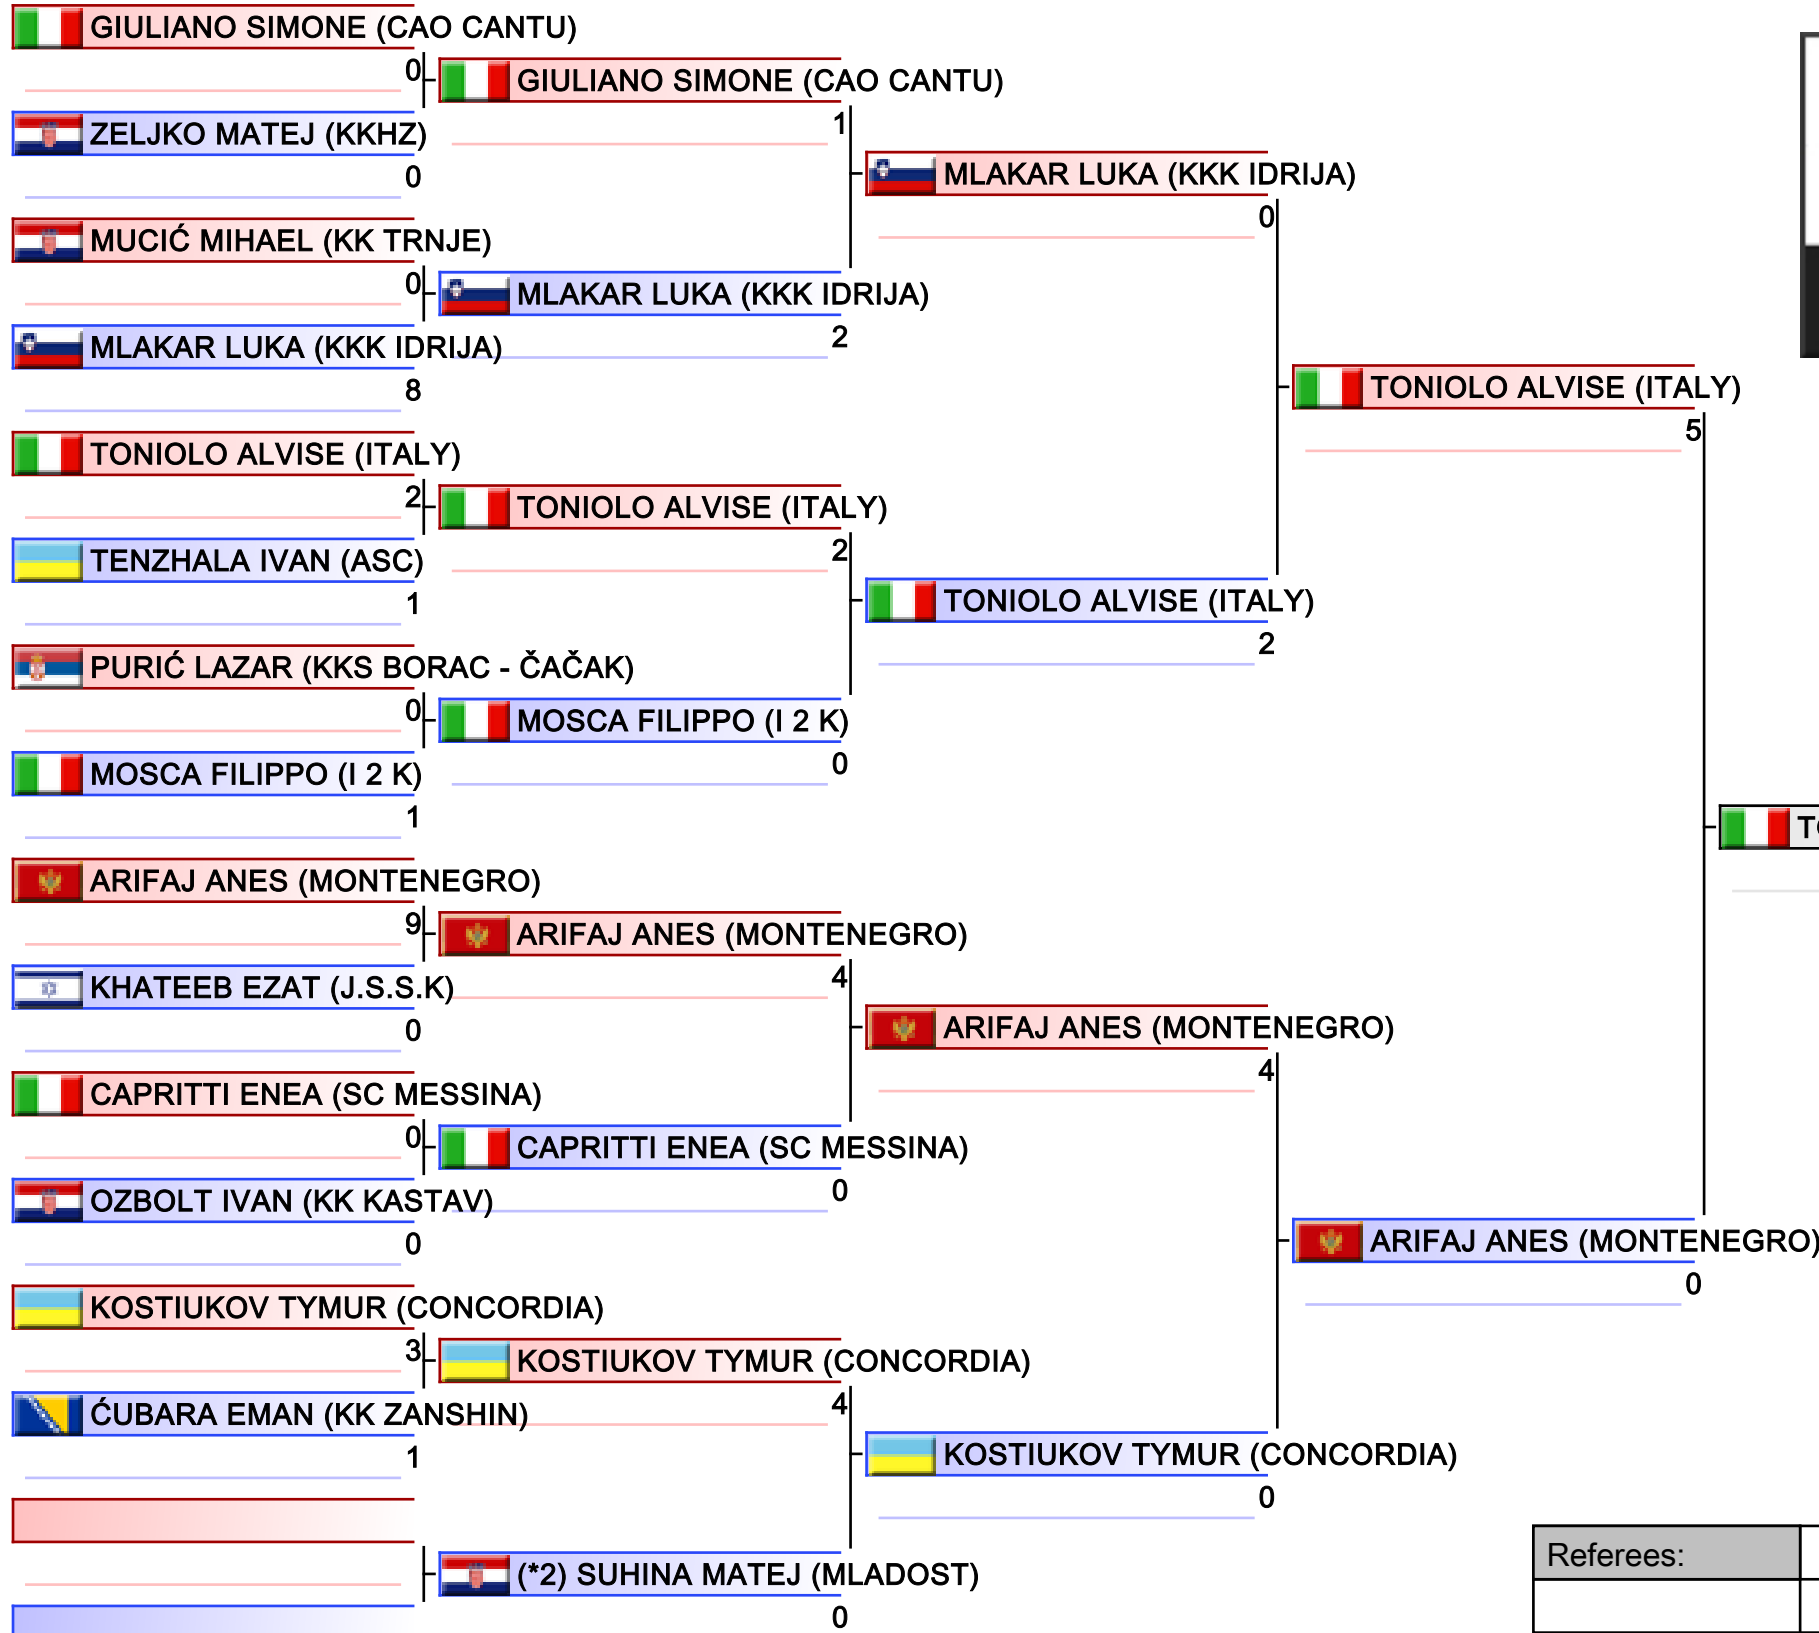 GIULIANO SIMONE (CAO CANTU)
0
ZELJKO MATEJ (KKHZ)
0
MUCIĆ MIHAEL (KK TRNJE)
0
MLAKAR LUKA (KKK IDRIJA)
8
TONIOLO ALVISE (ITALY)
2
TENZHALA IVAN (ASC)
1
PURIĆ LAZAR (KKS BORAC - ČAČAK)
0
MOSCA FILIPPO (I 2 K)
1
ARIFAJ ANES (MONTENEGRO)
9
KHATEEB EZAT (J.S.S.K)
0
CAPRITTI ENEA (SC MESSINA)
0
OZBOLT IVAN (KK KASTAV)
0
KOSTIUKOV TYMUR (CONCORDIA)
3
ĆUBARA EMAN (KK ZANSHIN)
1
GIULIANO SIMONE (CAO CANTU)
1
MLAKAR LUKA (KKK IDRIJA)
2
TONIOLO ALVISE (ITALY)
2
MOSCA FILIPPO (I 2 K)
0
ARIFAJ ANES (MONTENEGRO)
4
CAPRITTI ENEA (SC MESSINA)
0
KOSTIUKOV TYMUR (CONCORDIA)
4
(*2) SUHINA MATEJ (MLADOST)
0
MLAKAR LUKA (KKK IDRIJA)
0
TONIOLO ALVISE (ITALY)
2
ARIFAJ ANES (MONTENEGRO)
4
KOSTIUKOV TYMUR (CONCORDIA)
0
TONIOLO ALVISE (ITALY)
5
ARIFAJ ANES (MONTENEGRO)
0
Referees: